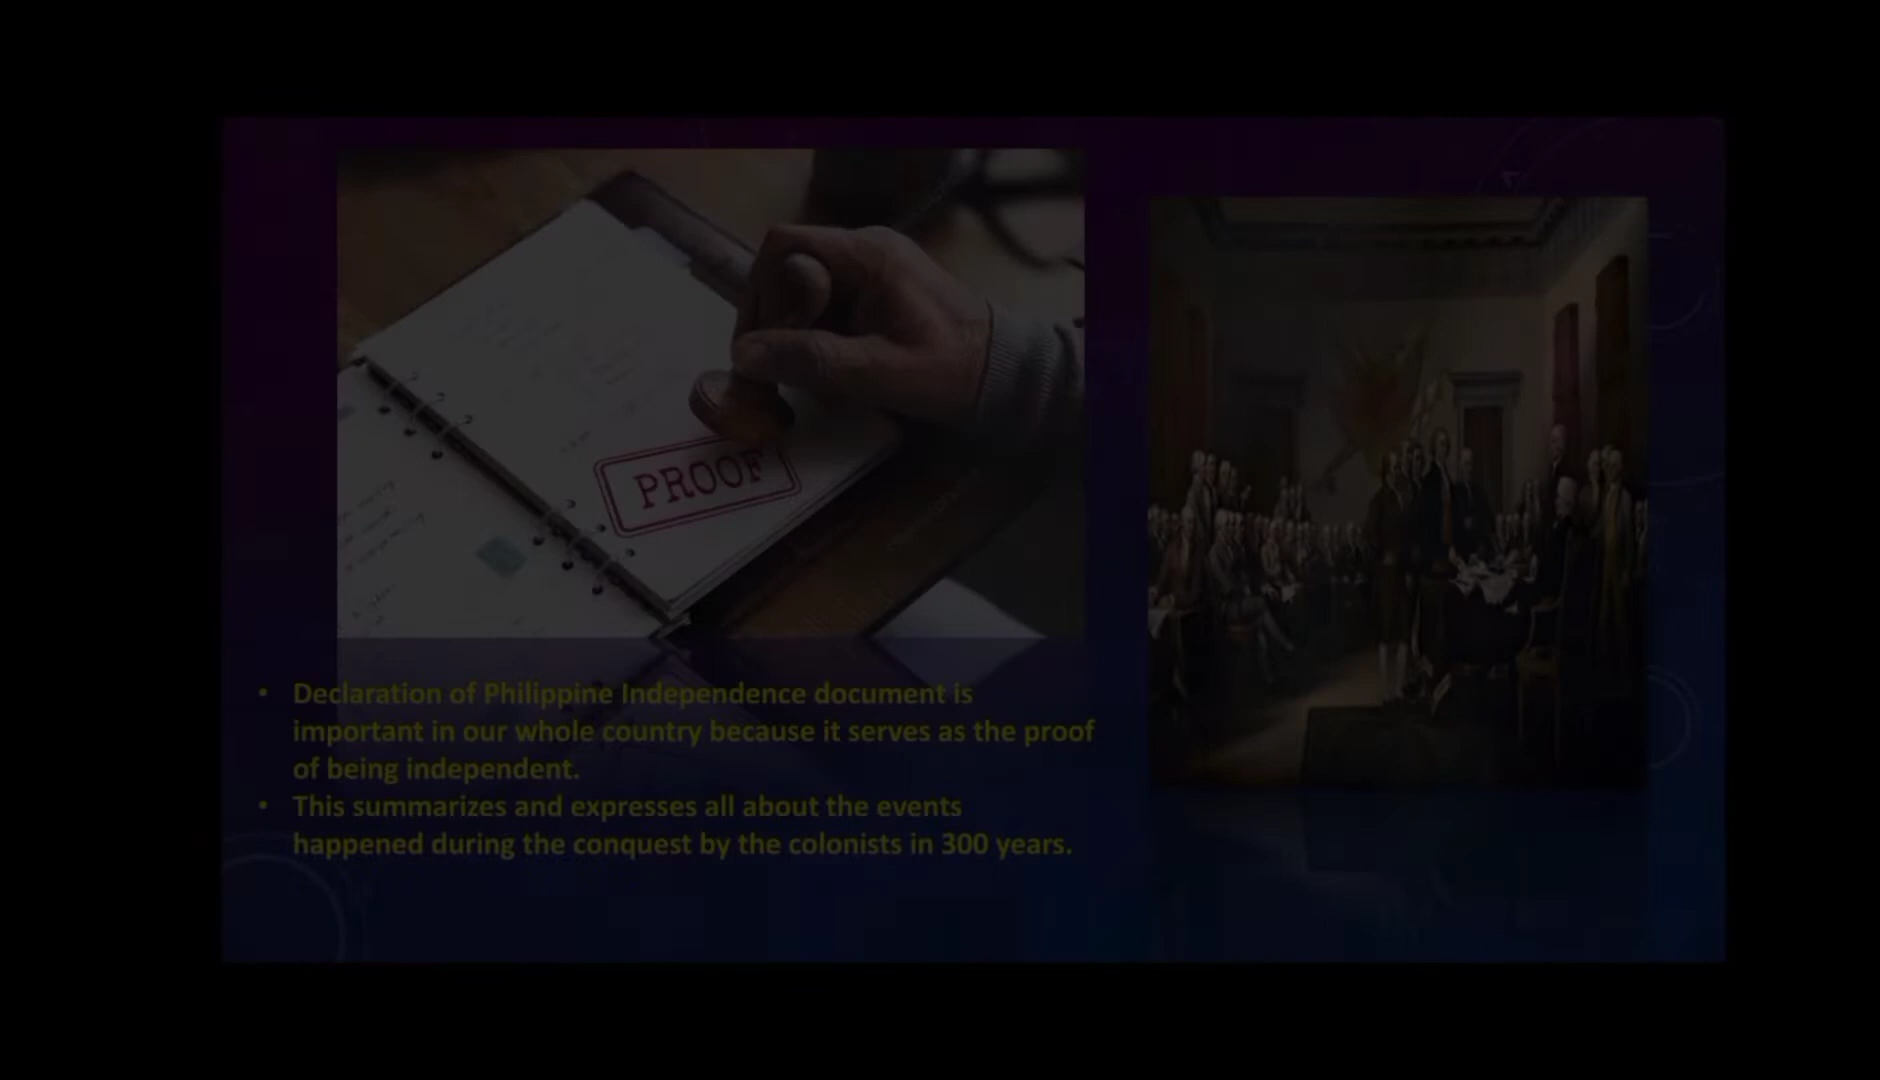 PROOF
• Declaration of Philippine Independence document is
important in our whole country because it serves as the proof
of being independent.
• This summarizes and expresses all about the events
happened during the conquest by the colonists in 300 years.